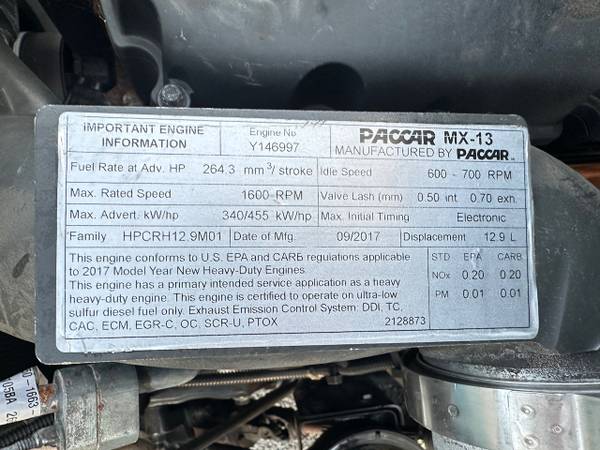 IMPORTANT ENGINE INFORMATION
Engine No
Y146997
PACCAR MX-13
MANUFACTURED BY PACCAR INC
Fuel Rate at Adv. HP 264.3 mm³/ stroke
Idle Speed 600 - 700 RPM
Max. Rated Speed 1600 RPM
Valve Lash (mm) 0.50 int. 0.70 exh.
Max. Advert. kW/hp 340/455 kW/hp
Max. Initial Timing Electronic
Family HPCRH12.9M01
Date of Mfg. 09/2017
Displacement 12.9 L
This engine conforms to U.S. EPA and CARB regulations applicable
to 2017 Model Year New Heavy-Duty Engines.
This engine has a primary intended service application as a heavy
heavy-duty engine. This engine is certified to operate on ultra-low
sulfur diesel fuel only. Exhaust Emission Control System: DDI, TC,
CAC, ECM, EGR-C, OC, SCR-U, PTOX
2128873
STD EPA CARB
NOx 0.20 0.20
PM 0.01 0.01